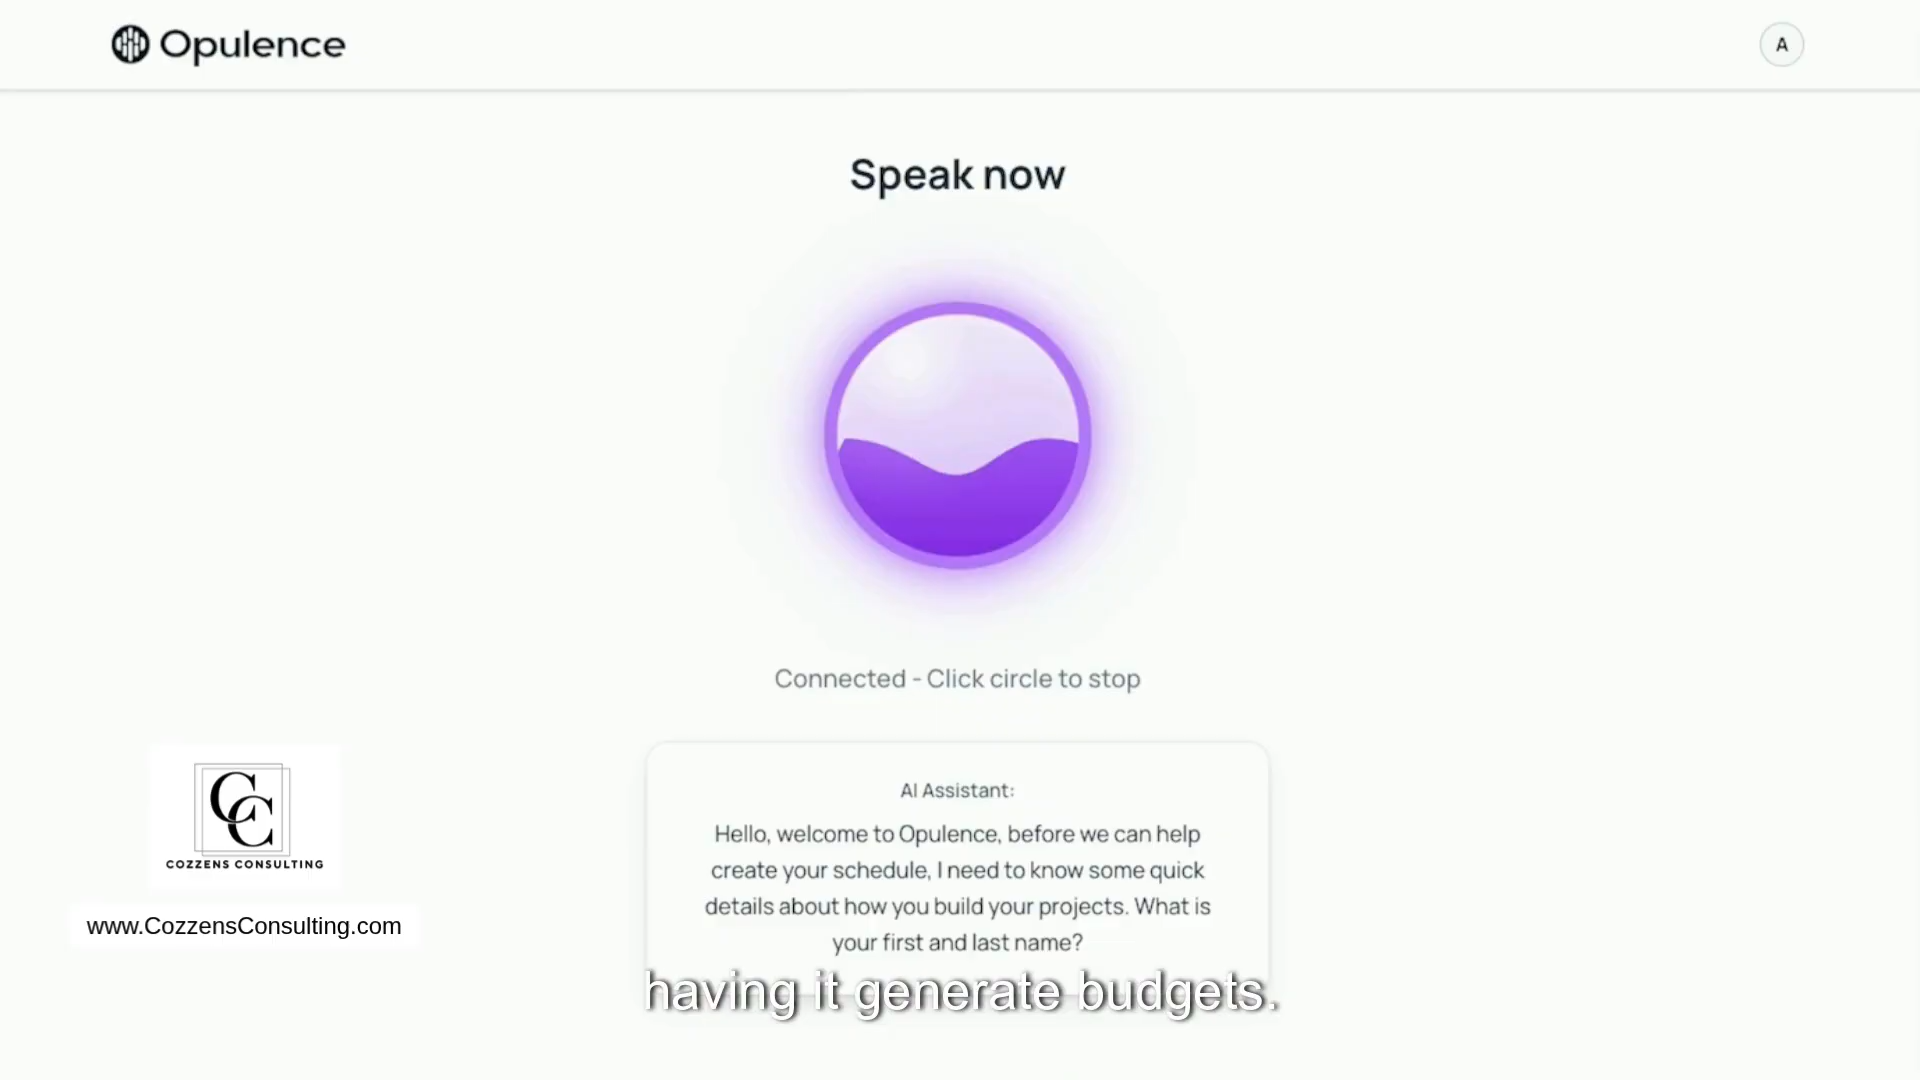 Opulence
A
Speak now
Connected - Click circle to stop
AI Assistant:
Hello, welcome to Opulence, before we can help
create your schedule, I need to know some quick
details about how you build your projects. What is
your first and last name?
CC
COZZENS CONSULTING
www.CozzensConsulting.com
having it generate budgets.